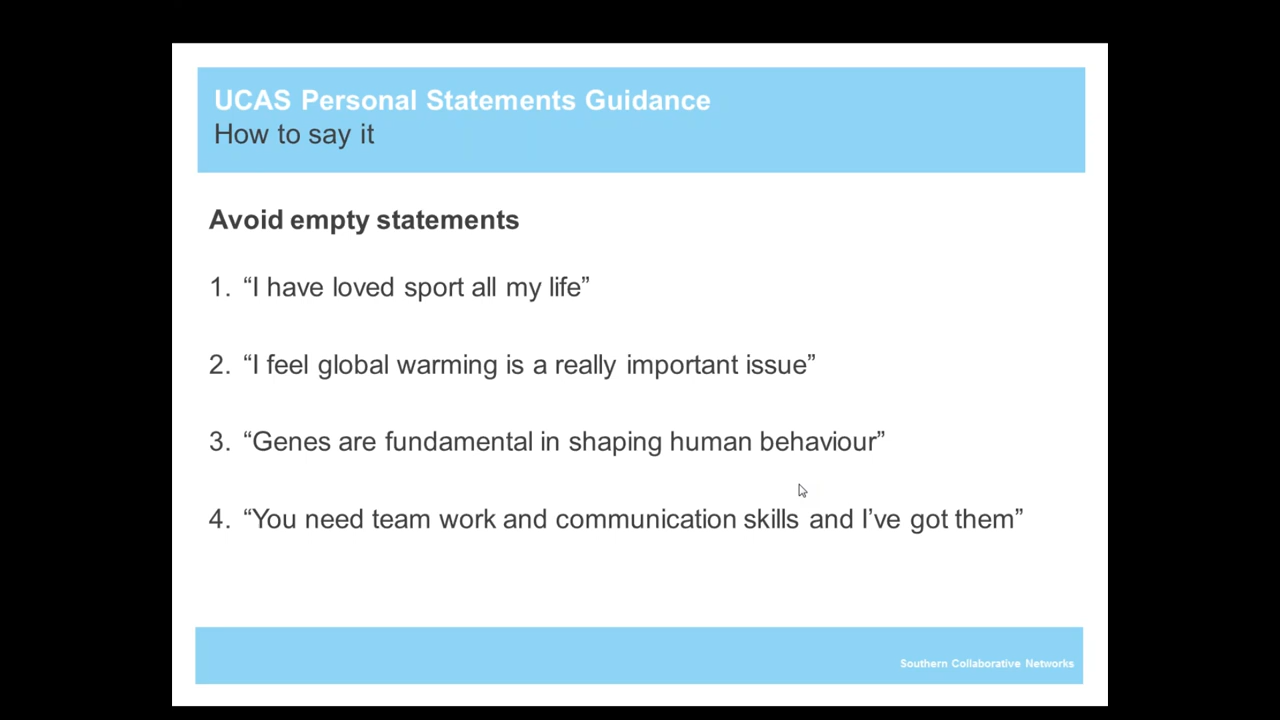 UCAS Personal Statements Guidance
How to say it
Avoid empty statements
1. “I have loved sport all my life”
2. “I feel global warming is a really important issue”
3. “Genes are fundamental in shaping human behaviour”
4. “You need team work and communication skills and I’ve got them”
Southern Collaborative Networks